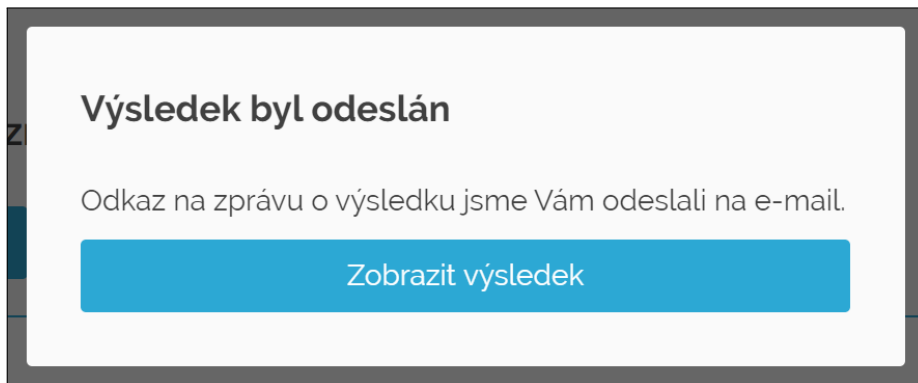 Výsledek byl odeslán
Odkaz na zprávu o výsledku jsme Vám odeslali na e-mail.
Zobrazit výsledek